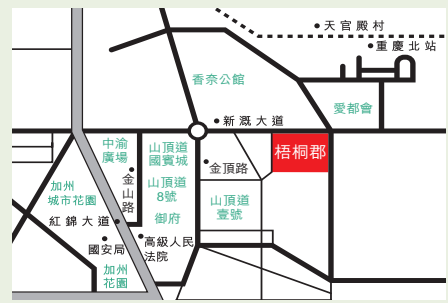 天官殿村
重慶北站
香奈公館
愛都會
新溉大道
中渝
廣場
山頂道
國賓城
梧桐郡
金頂路
金
山
路
山頂道
8號
加州
城市花園
山頂道
壹號
御府
紅錦大道
高級人民
法院
國安局
加州
花園